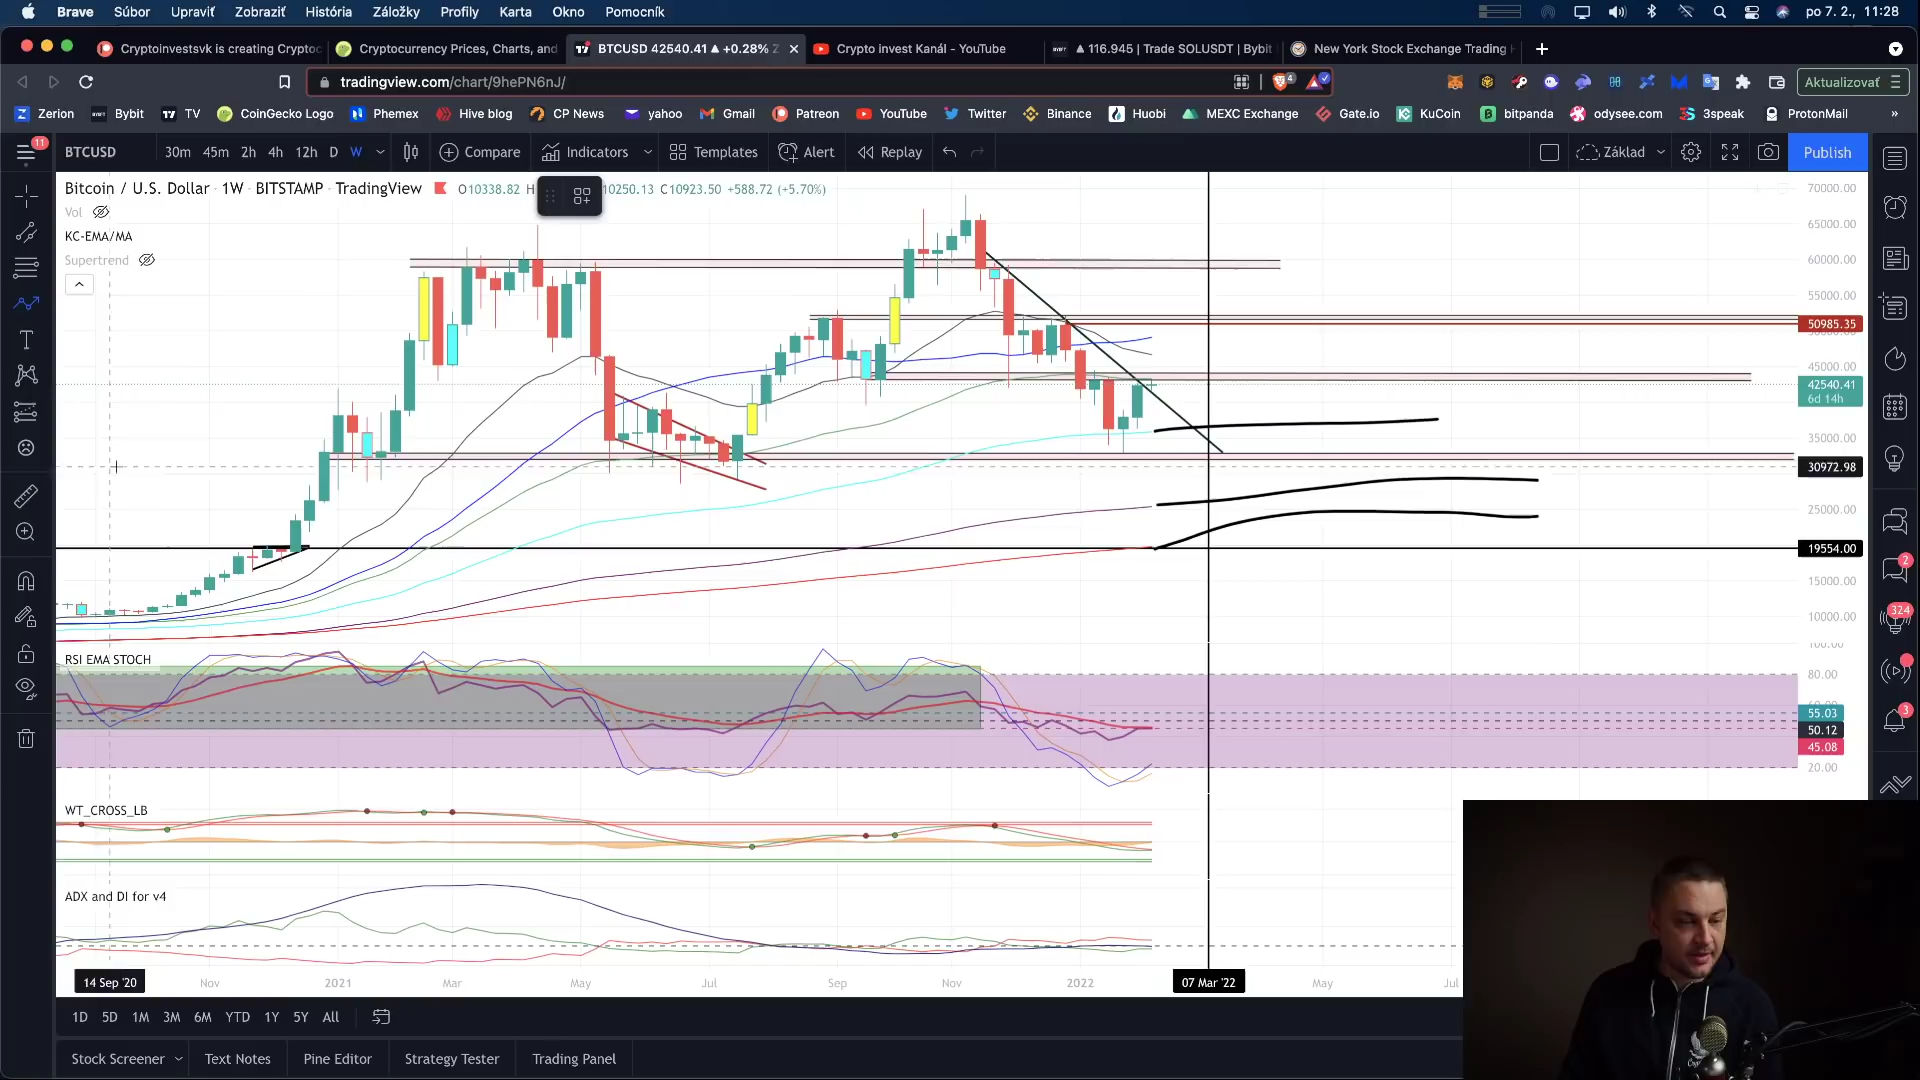 Brave Súbor Upraviť Zobraziť História Záložky Profily Karta Okno Pomocník po 7. 2., 11:28
Cryptoinvestsvk is creating Cryptoc Cryptocurrency Prices, Charts, and BTCUSD 42540.41 ▲ +0.28% Z Crypto invest Kanál - YouTube ▲ 116.945 | Trade SOLUSDT | Bybit New York Stock Exchange Trading
tradingview.com/chart/9hePN6nJ/ 4 Aktualizovať
Zerion Bybit TV CoinGecko Logo Phemex Hive blog CP News yahoo Gmail Patreon YouTube Twitter Binance Huobi MEXC Exchange Gate.io KuCoin bitpanda odysee.com 3speak ProtonMail »
11 BTCUSD 30m 45m 2h 4h 12h D W Compare Indicators Templates Alert Replay Základ Publish
Bitcoin / U.S. Dollar · 1W · BITSTAMP · TradingView O10338.82 H 10250.13 C10923.50 +588.72 (+5.70%)
70000.00
Vol
65000.00
KC-EMA/MA
Supertrend
60000.00
55000.00
50985.35
45000.00
42540.41
6d 14h
35000.00
30972.98
25000.00
19554.00
15000.00
10000.00
100.00
RSI EMA STOCH
80.00
55.03
50.12
45.08
20.00
WT_CROSS_LB
ADX and DI for v4
2
324
3
14 Sep '20 Nov 2021 Mar May Jul Sep Nov 2022 07 Mar '22 May Jul
1D 5D 1M 3M 6M YTD 1Y 5Y All
Stock Screener Text Notes Pine Editor Strategy Tester Trading Panel